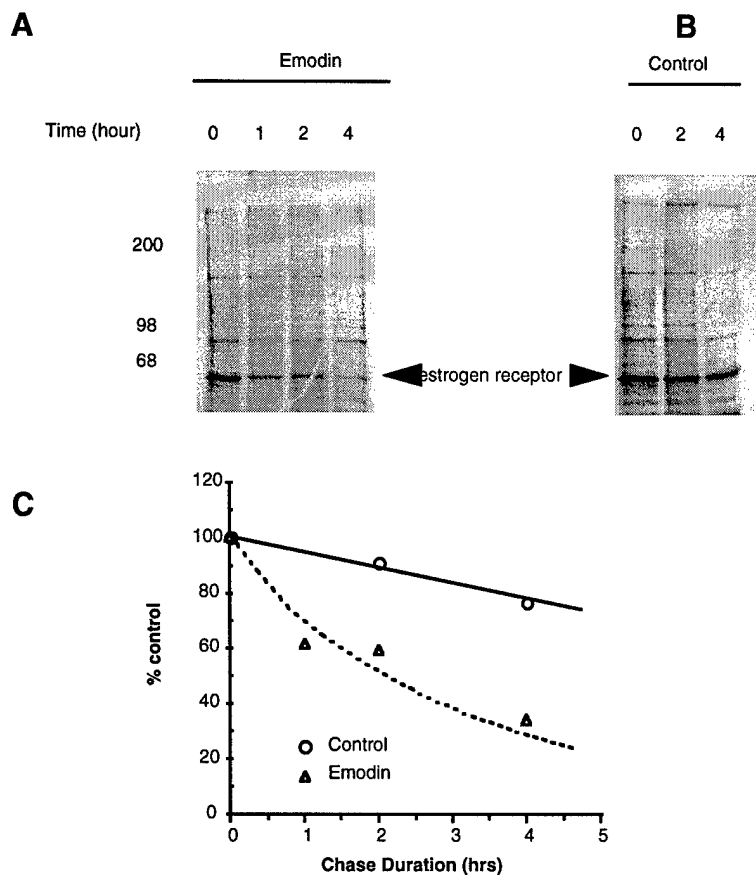 A
B
Emodin
Control
Time (hour)
0 1 2 4
0 2 4
200
98
68
estrogen receptor
C
120
100
80
60
40
20
0
% control
Control
Emodin
0 1 2 3 4 5
Chase Duration (hrs)